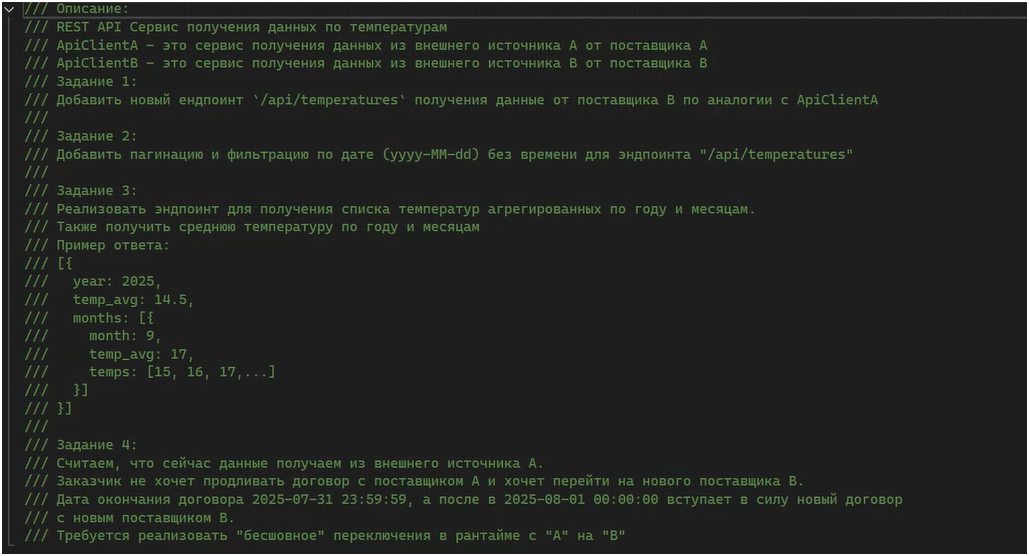 /// Описание:
/// REST API Сервис получения данных по температурам
/// ApiClientA – это сервис получения данных из внешнего источника А от поставщика А
/// ApiClientB – это сервис получения данных из внешнего источника В от поставщика В
/// Задание 1:
/// Добавить новый ендпоинт `/api/temperatures` получения данные от поставщика В по аналогии с ApiClientA
///
/// Задание 2:
/// Добавить пагинацию и фильтрацию по дате (yyyy-MM-dd) без времени для эндпоинта "/api/temperatures"
///
/// Задание 3:
/// Реализовать эндпоинт для получения списка температур агрегированных по году и месяцам.
/// Также получить среднюю температуру по году и месяцам
/// Пример ответа:
/// [{
///   year: 2025,
///   temp_avg: 14.5,
///   months: [{
///     month: 9,
///     temp_avg: 17,
///     temps: [15, 16, 17,...]
///   }]
/// }]
///
/// Задание 4:
/// Считаем, что сейчас данные получаем из внешнего источника А.
/// Заказчик не хочет продливать договор с поставщиком А и хочет перейти на нового поставщика В.
/// Дата окончания договора 2025-07-31 23:59:59, а после в 2025-08-01 00:00:00 вступает в силу новый договор
/// с новым поставщиком В.
/// Требуется реализовать "бесшовное" переключения в рантайме с "А" на "В"